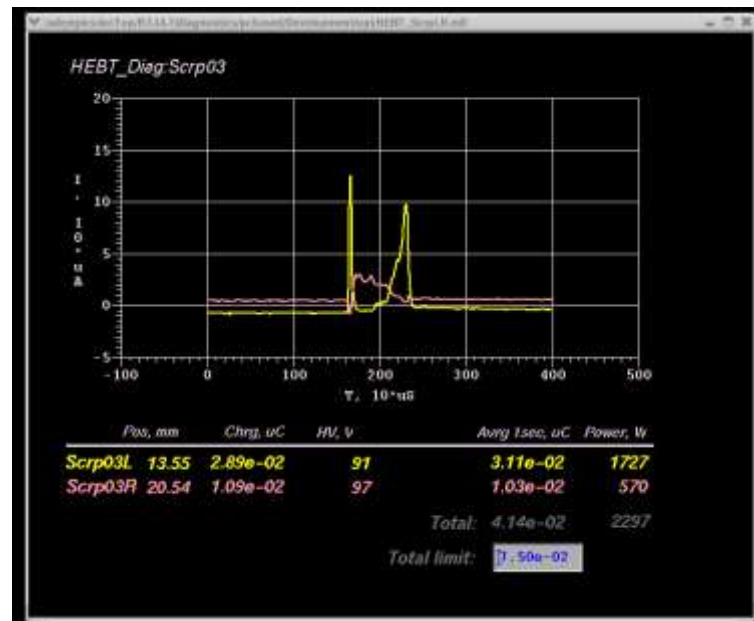 HEBT_Diag:Scrp03
20
15
10
5
0
-5
I, 10*uA
-100 0 100 200 300 400 500
T, 10*uS
Pos, mm Chrg, uC HV, V Avrg 1sec, uC Power, W
Scrp03L 13.55 2.89e-02 91 3.11e-02 1727
Scrp03R 20.54 1.09e-02 97 1.03e-02 570
Total: 4.14e-02 2297
Total limit: 1.50e-02